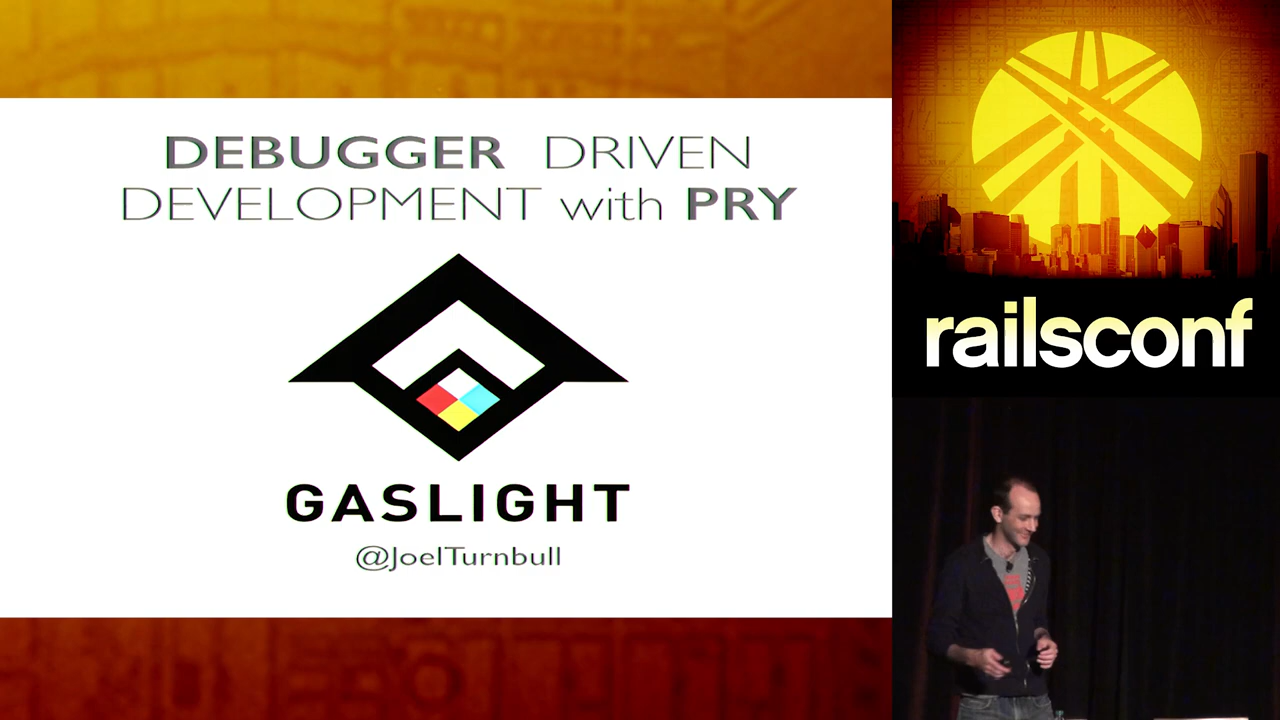 DEBUGGER DRIVEN
DEVELOPMENT with PRY
GASLIGHT
@JoelTurnbull
railsconf